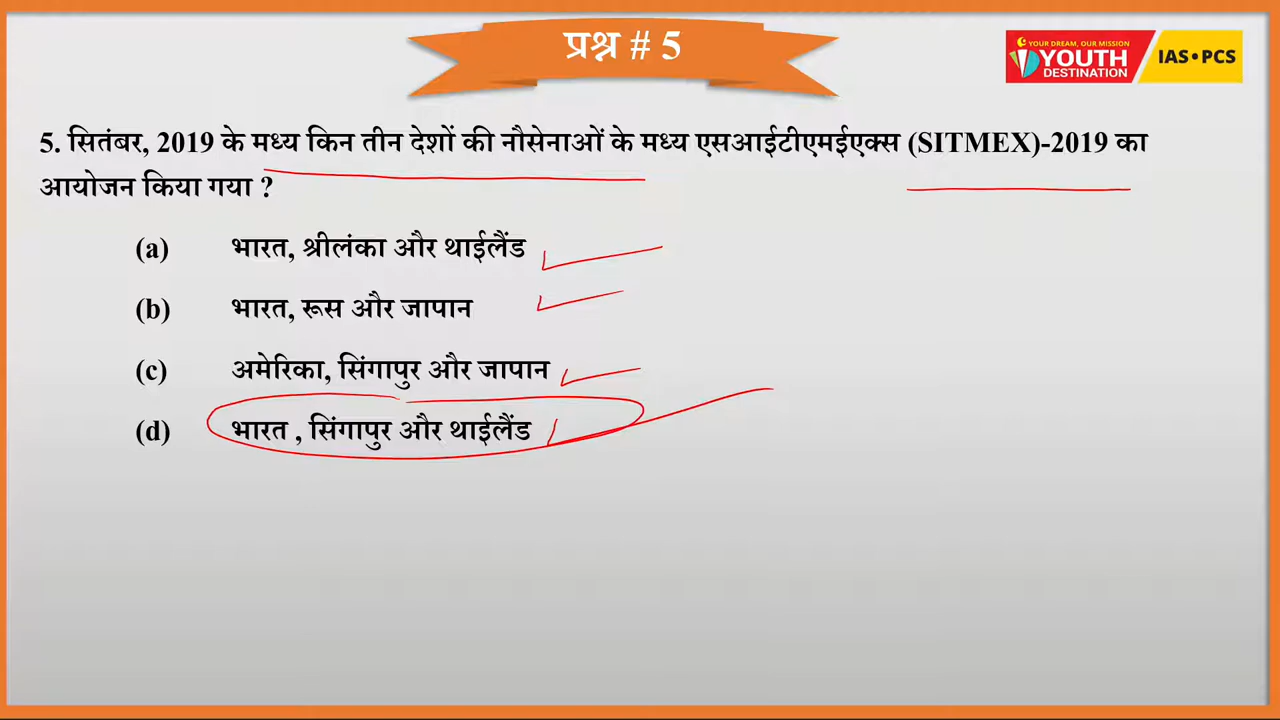 प्रश्न # 5
YOUR DREAM, OUR MISSION
YOUTH
DESTINATION
IAS•PCS
5. सितंबर, 2019 के मध्य किन तीन देशों की नौसेनाओं के मध्य एसआईटीएमईएक्स (SITMEX)-2019 का
आयोजन किया गया ?
(a) भारत, श्रीलंका और थाईलैंड
(b) भारत, रूस और जापान
(c) अमेरिका, सिंगापुर और जापान
(d) भारत , सिंगापुर और थाईलैंड